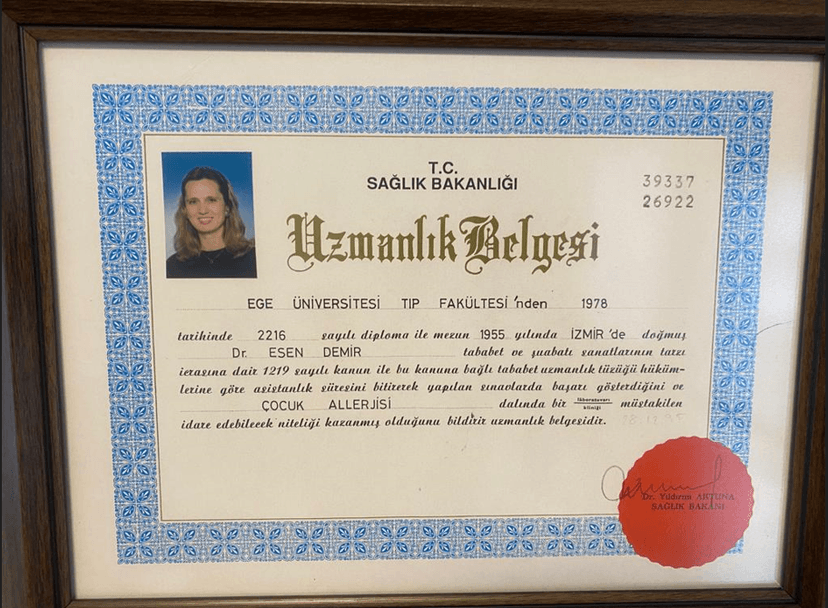 T.C.
SAĞLIK BAKANLIĞI
39337
26922
Uzmanlık Belgesi
EGE ÜNİVERSİTESİ TIP FAKÜLTESİ 'nden 1978
tarihinde 2216 sayılı diploma ile mezun 1955 yılında İZMİR 'de doğmuş
Dr. ESEN DEMİR tababet ve şuabatı sanatlarının tarzı
icrasına dair 1219 sayılı kanun ile bu kanuna bağlı tababet uzmanlık tüzüğü hüküm-
lerine göre asistanlık süresini bitirerek yapılan sınavlarda başarı gösterdiğini ve
ÇOCUK ALLERJİSİ dalında bir lâboratuvarı kliniği müstakilen
idare edebilecek niteliği kazanmış olduğunu bildirir uzmanlık belgesidir.
Dr. Yıldırım AKTUNA
SAĞLIK BAKANI